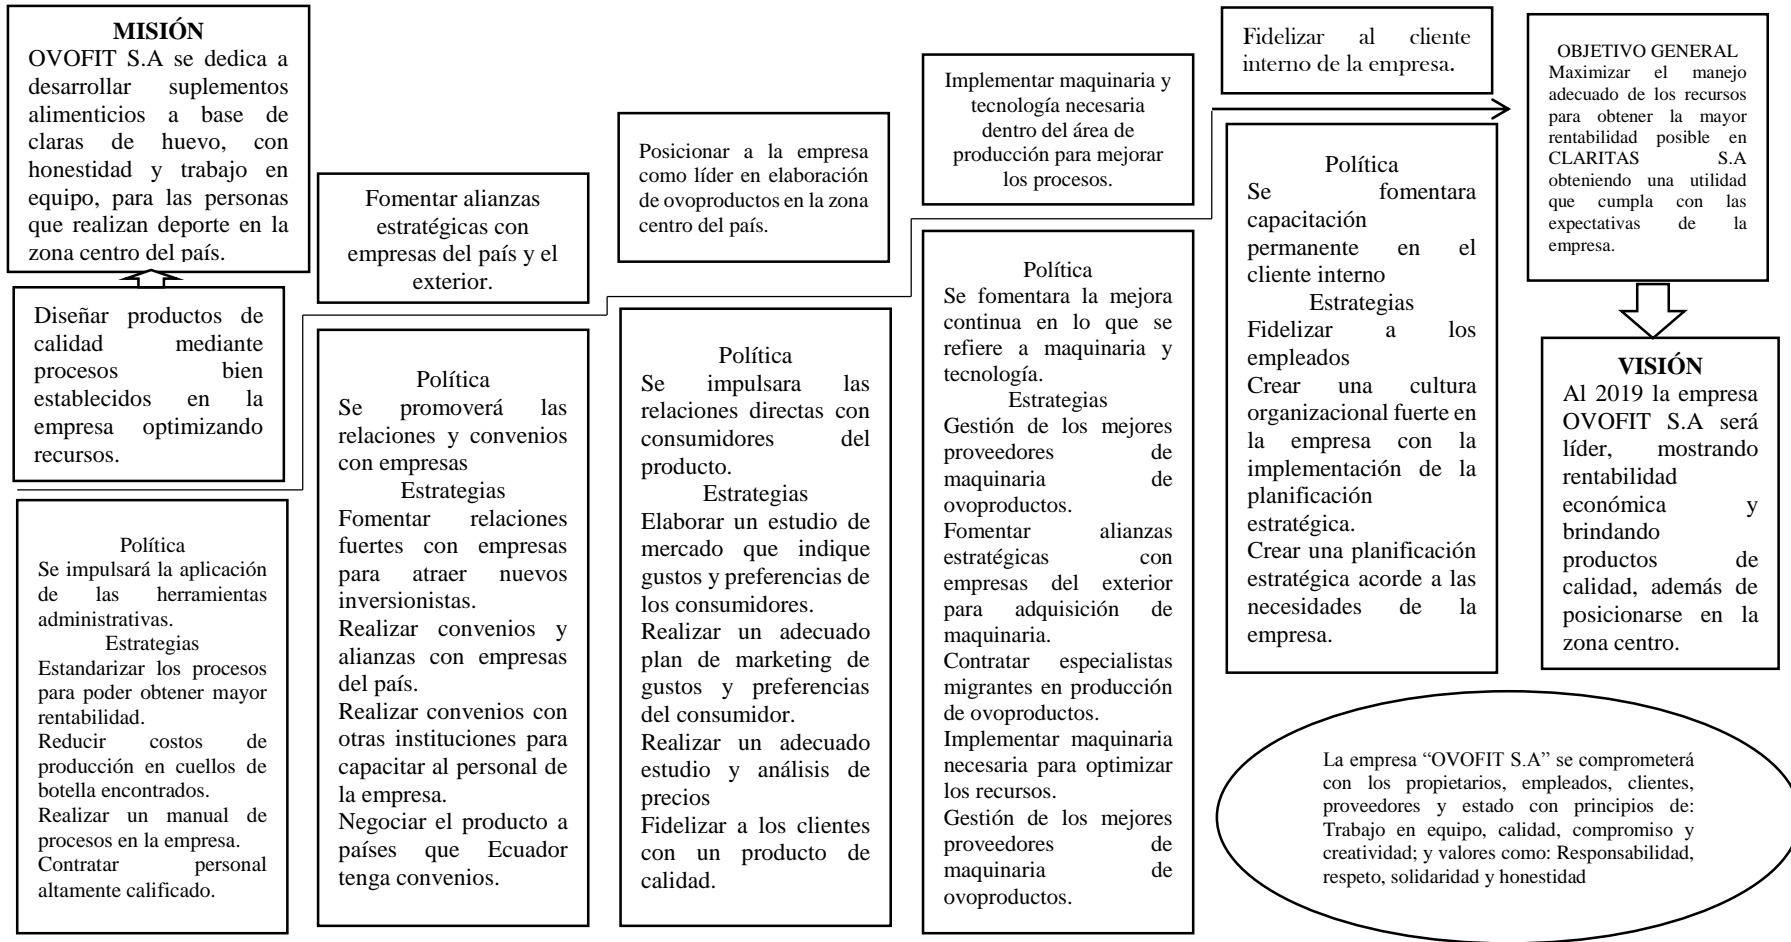 MISIÓN
OVOFIT S.A se dedica a
desarrollar suplementos
alimenticios a base de
claras de huevo, con
honestidad y trabajo en
equipo, para las personas
que realizan deporte en la
zona centro del país.
Diseñar productos de
calidad mediante
procesos bien
establecidos en la
empresa optimizando
recursos.
Política
Se impulsará la aplicación
de las herramientas
administrativas.
Estrategias
Estandarizar los procesos
para poder obtener mayor
rentabilidad.
Reducir costos de
producción en cuellos de
botella encontrados.
Realizar un manual de
procesos en la empresa.
Contratar personal
altamente calificado.
Fomentar alianzas
estratégicas con
empresas del país y el
exterior.
Política
Se promoverá las
relaciones y convenios
con empresas
Estrategias
Fomentar relaciones
fuertes con empresas
para atraer nuevos
inversionistas.
Realizar convenios y
alianzas con empresas
del país.
Realizar convenios con
otras instituciones para
capacitar al personal de
la empresa.
Negociar el producto a
países que Ecuador
tenga convenios.
Posicionar a la empresa
como líder en elaboración
de ovoproductos en la zona
centro del país.
Política
Se impulsara las
relaciones directas con
consumidores del
producto.
Estrategias
Elaborar un estudio de
mercado que indique
gustos y preferencias de
los consumidores.
Realizar un adecuado
plan de marketing de
gustos y preferencias
del consumidor.
Realizar un adecuado
estudio y análisis de
precios
Fidelizar a los clientes
con un producto de
calidad.
Implementar maquinaria y
tecnología necesaria
dentro del área de
producción para mejorar
los procesos.
Política
Se fomentara la mejora
continua en lo que se
refiere a maquinaria y
tecnología.
Estrategias
Gestión de los mejores
proveedores de
maquinaria de
ovoproductos.
Fomentar alianzas
estratégicas con
empresas del exterior
para adquisición de
maquinaria.
Contratar especialistas
migrantes en producción
de ovoproductos.
Implementar maquinaria
necesaria para optimizar
los recursos.
Gestión de los mejores
proveedores de
maquinaria de
ovoproductos.
Fidelizar al cliente
interno de la empresa.
Política
Se fomentara
capacitación
permanente en el
cliente interno
Estrategias
Fidelizar a los
empleados
Crear una cultura
organizacional fuerte en
la empresa con la
implementación de la
planificación
estratégica.
Crear una planificación
estratégica acorde a las
necesidades de la
empresa.
OBJETIVO GENERAL
Maximizar el manejo
adecuado de los recursos
para obtener la mayor
rentabilidad posible en
CLARITAS S.A
obteniendo una utilidad
que cumpla con las
expectativas de la
empresa.
VISIÓN
Al 2019 la empresa
OVOFIT S.A será
líder, mostrando
rentabilidad
económica y
brindando
productos de
calidad, además de
posicionarse en la
zona centro.
La empresa “OVOFIT S.A” se comprometerá
con los propietarios, empleados, clientes,
proveedores y estado con principios de:
Trabajo en equipo, calidad, compromiso y
creatividad; y valores como: Responsabilidad,
respeto, solidaridad y honestidad